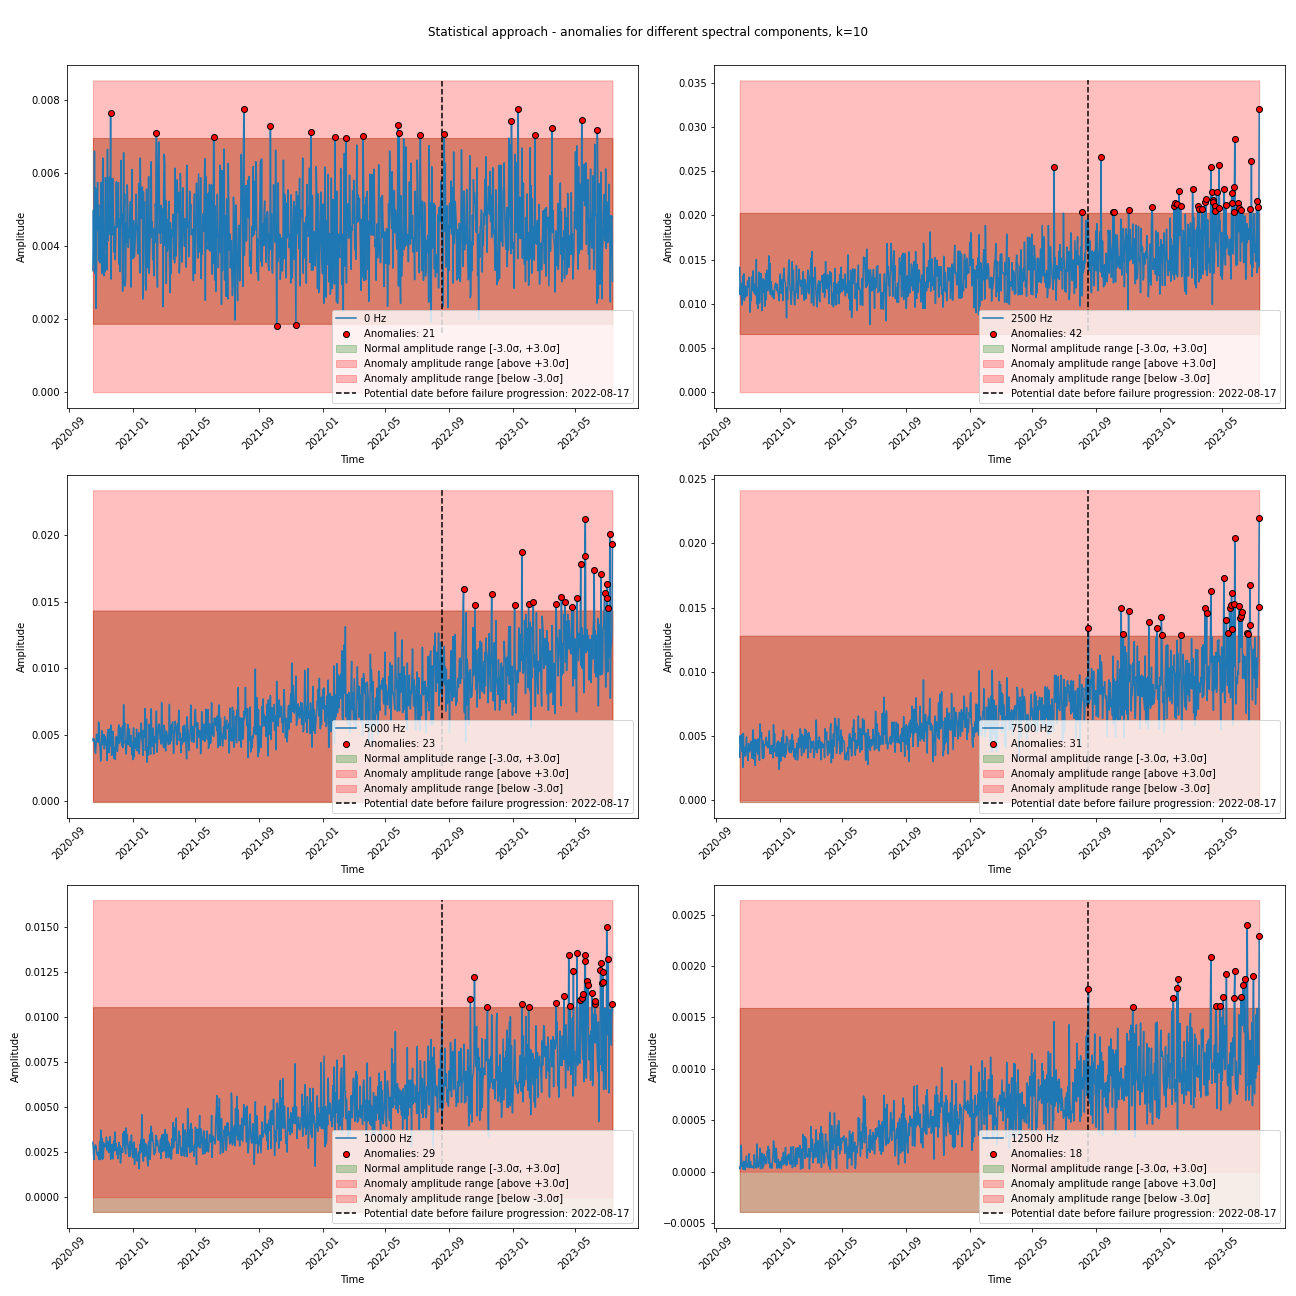 Statistical approach - anomalies for different spectral components, k=10
0.008
0.006
0.004
0.002
0.000
Amplitude
0 Hz
Anomalies: 21
Normal amplitude range [-3.0σ, +3.0σ]
Anomaly amplitude range [above +3.0σ]
Anomaly amplitude range [below -3.0σ]
Potential date before failure progression: 2022-08-17
2020-09
2021-01
2021-05
2021-09
2022-01
2022-05
2022-09
2023-01
2023-05
Time
0.035
0.030
0.025
0.020
0.015
0.010
0.005
0.000
Amplitude
2500 Hz
Anomalies: 42
Normal amplitude range [-3.0σ, +3.0σ]
Anomaly amplitude range [above +3.0σ]
Anomaly amplitude range [below -3.0σ]
Potential date before failure progression: 2022-08-17
2020-09
2021-01
2021-05
2021-09
2022-01
2022-05
2022-09
2023-01
2023-05
Time
0.020
0.015
0.010
0.005
0.000
Amplitude
5000 Hz
Anomalies: 23
Normal amplitude range [-3.0σ, +3.0σ]
Anomaly amplitude range [above +3.0σ]
Anomaly amplitude range [below -3.0σ]
Potential date before failure progression: 2022-08-17
2020-09
2021-01
2021-05
2021-09
2022-01
2022-05
2022-09
2023-01
2023-05
Time
0.025
0.020
0.015
0.010
0.005
0.000
Amplitude
7500 Hz
Anomalies: 31
Normal amplitude range [-3.0σ, +3.0σ]
Anomaly amplitude range [above +3.0σ]
Anomaly amplitude range [below -3.0σ]
Potential date before failure progression: 2022-08-17
2020-09
2021-01
2021-05
2021-09
2022-01
2022-05
2022-09
2023-01
2023-05
Time
0.0150
0.0125
0.0100
0.0075
0.0050
0.0025
0.0000
Amplitude
10000 Hz
Anomalies: 29
Normal amplitude range [-3.0σ, +3.0σ]
Anomaly amplitude range [above +3.0σ]
Anomaly amplitude range [below -3.0σ]
Potential date before failure progression: 2022-08-17
2020-09
2021-01
2021-05
2021-09
2022-01
2022-05
2022-09
2023-01
2023-05
Time
0.0025
0.0020
0.0015
0.0010
0.0005
0.0000
−0.0005
Amplitude
12500 Hz
Anomalies: 18
Normal amplitude range [-3.0σ, +3.0σ]
Anomaly amplitude range [above +3.0σ]
Anomaly amplitude range [below -3.0σ]
Potential date before failure progression: 2022-08-17
2020-09
2021-01
2021-05
2021-09
2022-01
2022-05
2022-09
2023-01
2023-05
Time